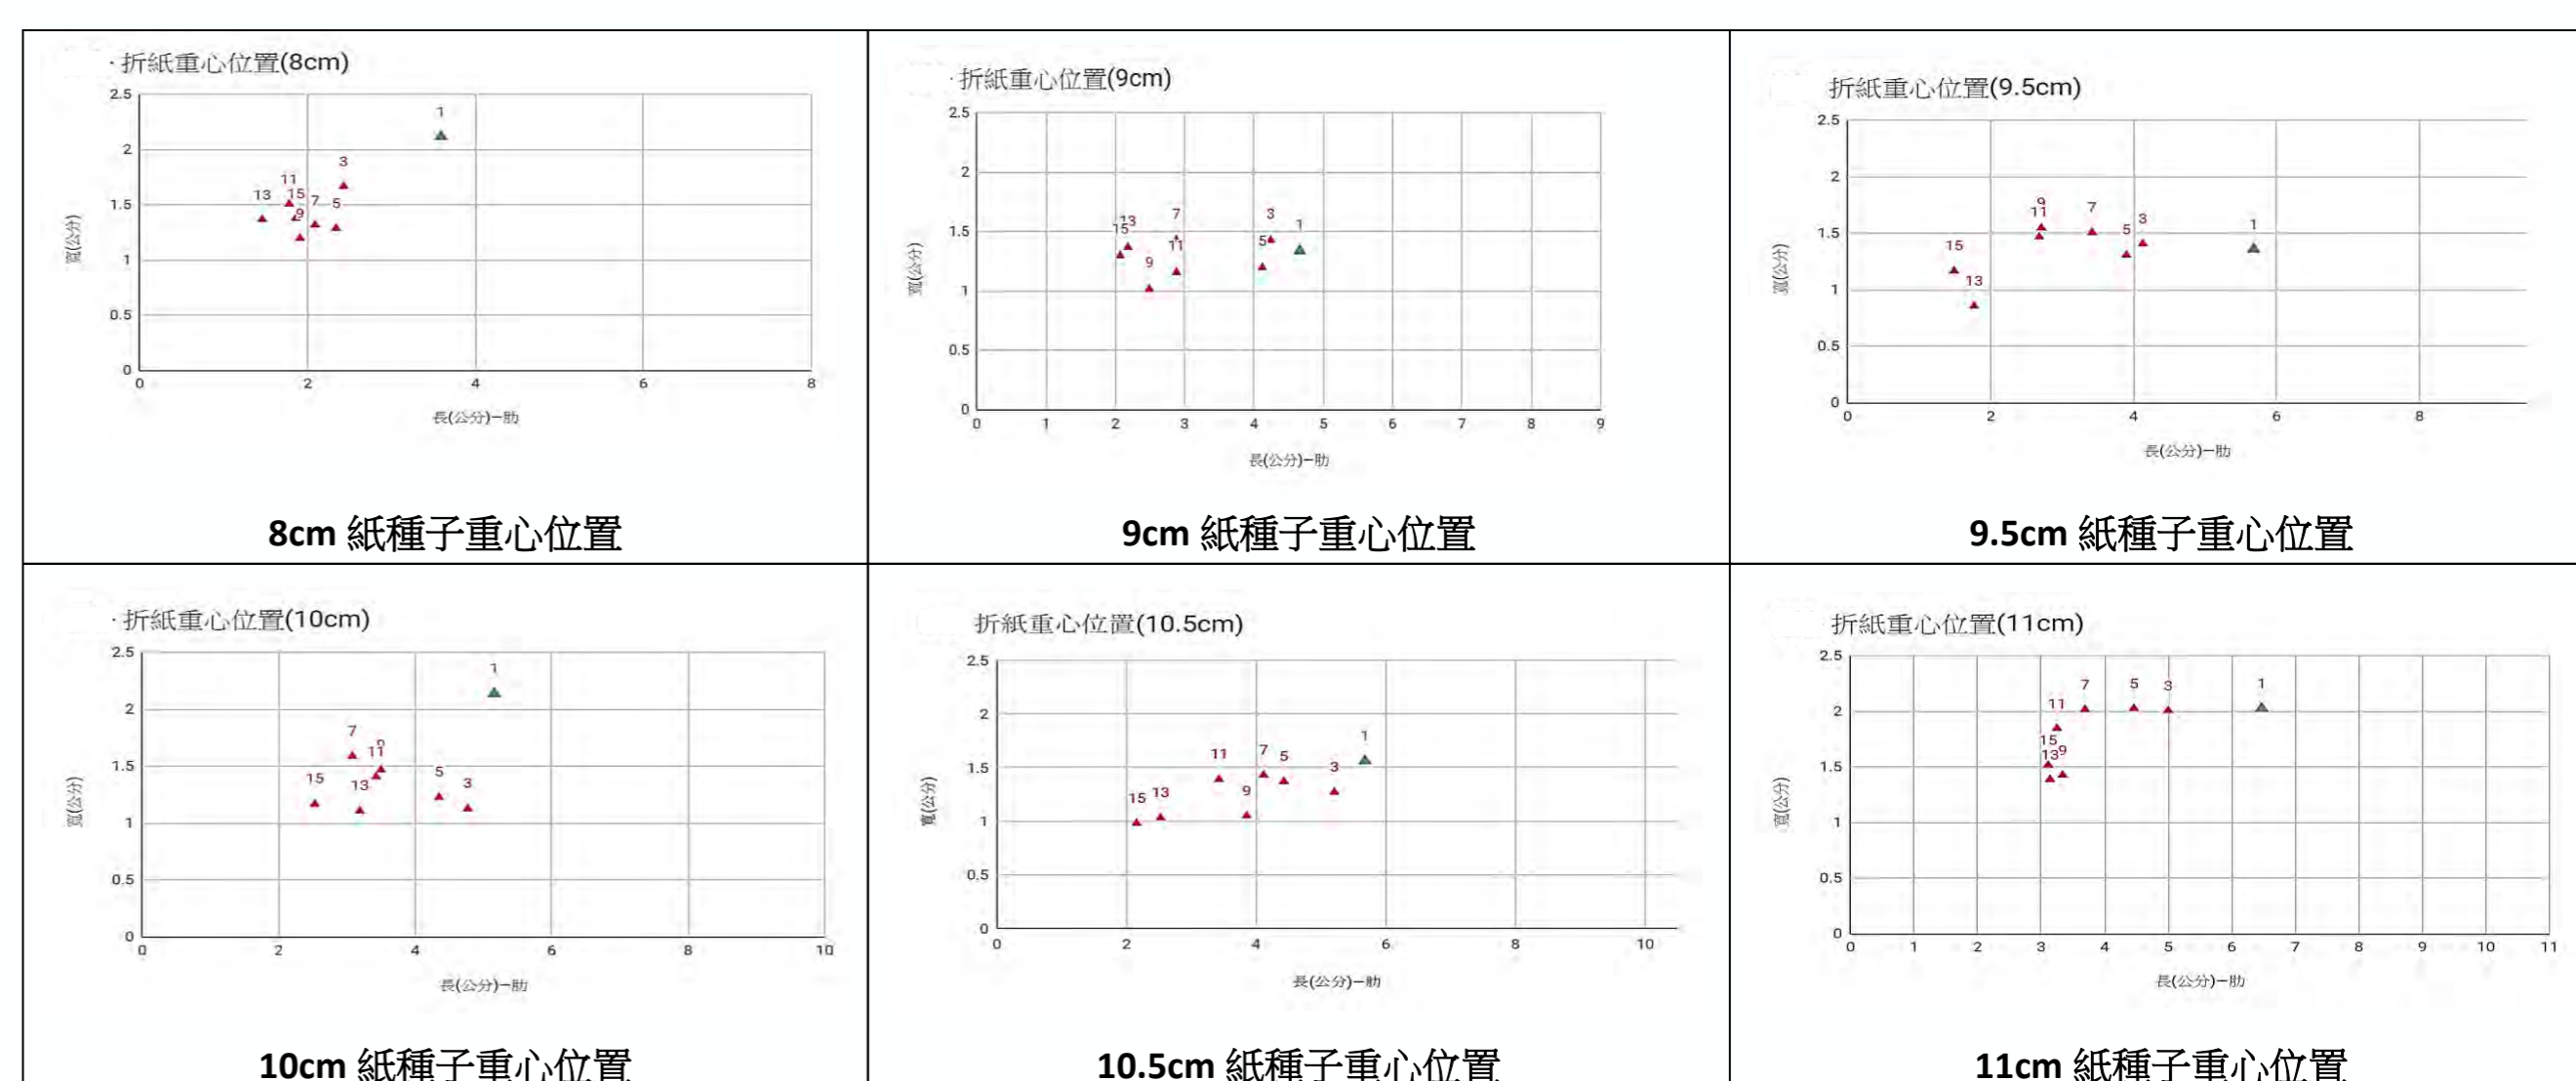 · 折紙重心位置(8cm)
2.5
2
1.5
1
0.5
0
寬(公分)
1
3
11
13
15
7
5
9
0 2 4 6 8
長(公分)–肋
8cm 紙種子重心位置
· 折紙重心位置(9cm)
2.5
2
1.5
1
0.5
0
寬(公分)
7
3
13
1
15
5
11
9
0 1 2 3 4 5 6 7 8 9
長(公分)–肋
9cm 紙種子重心位置
折紙重心位置(9.5cm)
2.5
2
1.5
1
0.5
0
寬(公分)
9
7
11
3
1
5
15
13
0 2 4 6 8
長(公分)–肋
9.5cm 紙種子重心位置
· 折紙重心位置(10cm)
2.5
2
1.5
1
0.5
0
寬(公分)
1
7
9
11
5
15
3
13
0 2 4 6 8 10
長(公分)–肋
10cm 紙種子重心位置
折紙重心位置(10.5cm)
2.5
2
1.5
1
0.5
0
寬(公分)
1
7
11
5
3
9
13
15
0 2 4 6 8 10
長(公分)–肋
10.5cm 紙種子重心位置
折紙重心位置(11cm)
2.5
2
1.5
1
0.5
0
寬(公分)
7
5
3
1
11
15
13
9
0 1 2 3 4 5 6 7 8 9 10 11
長(公分)–肋
11cm 紙種子重心位置